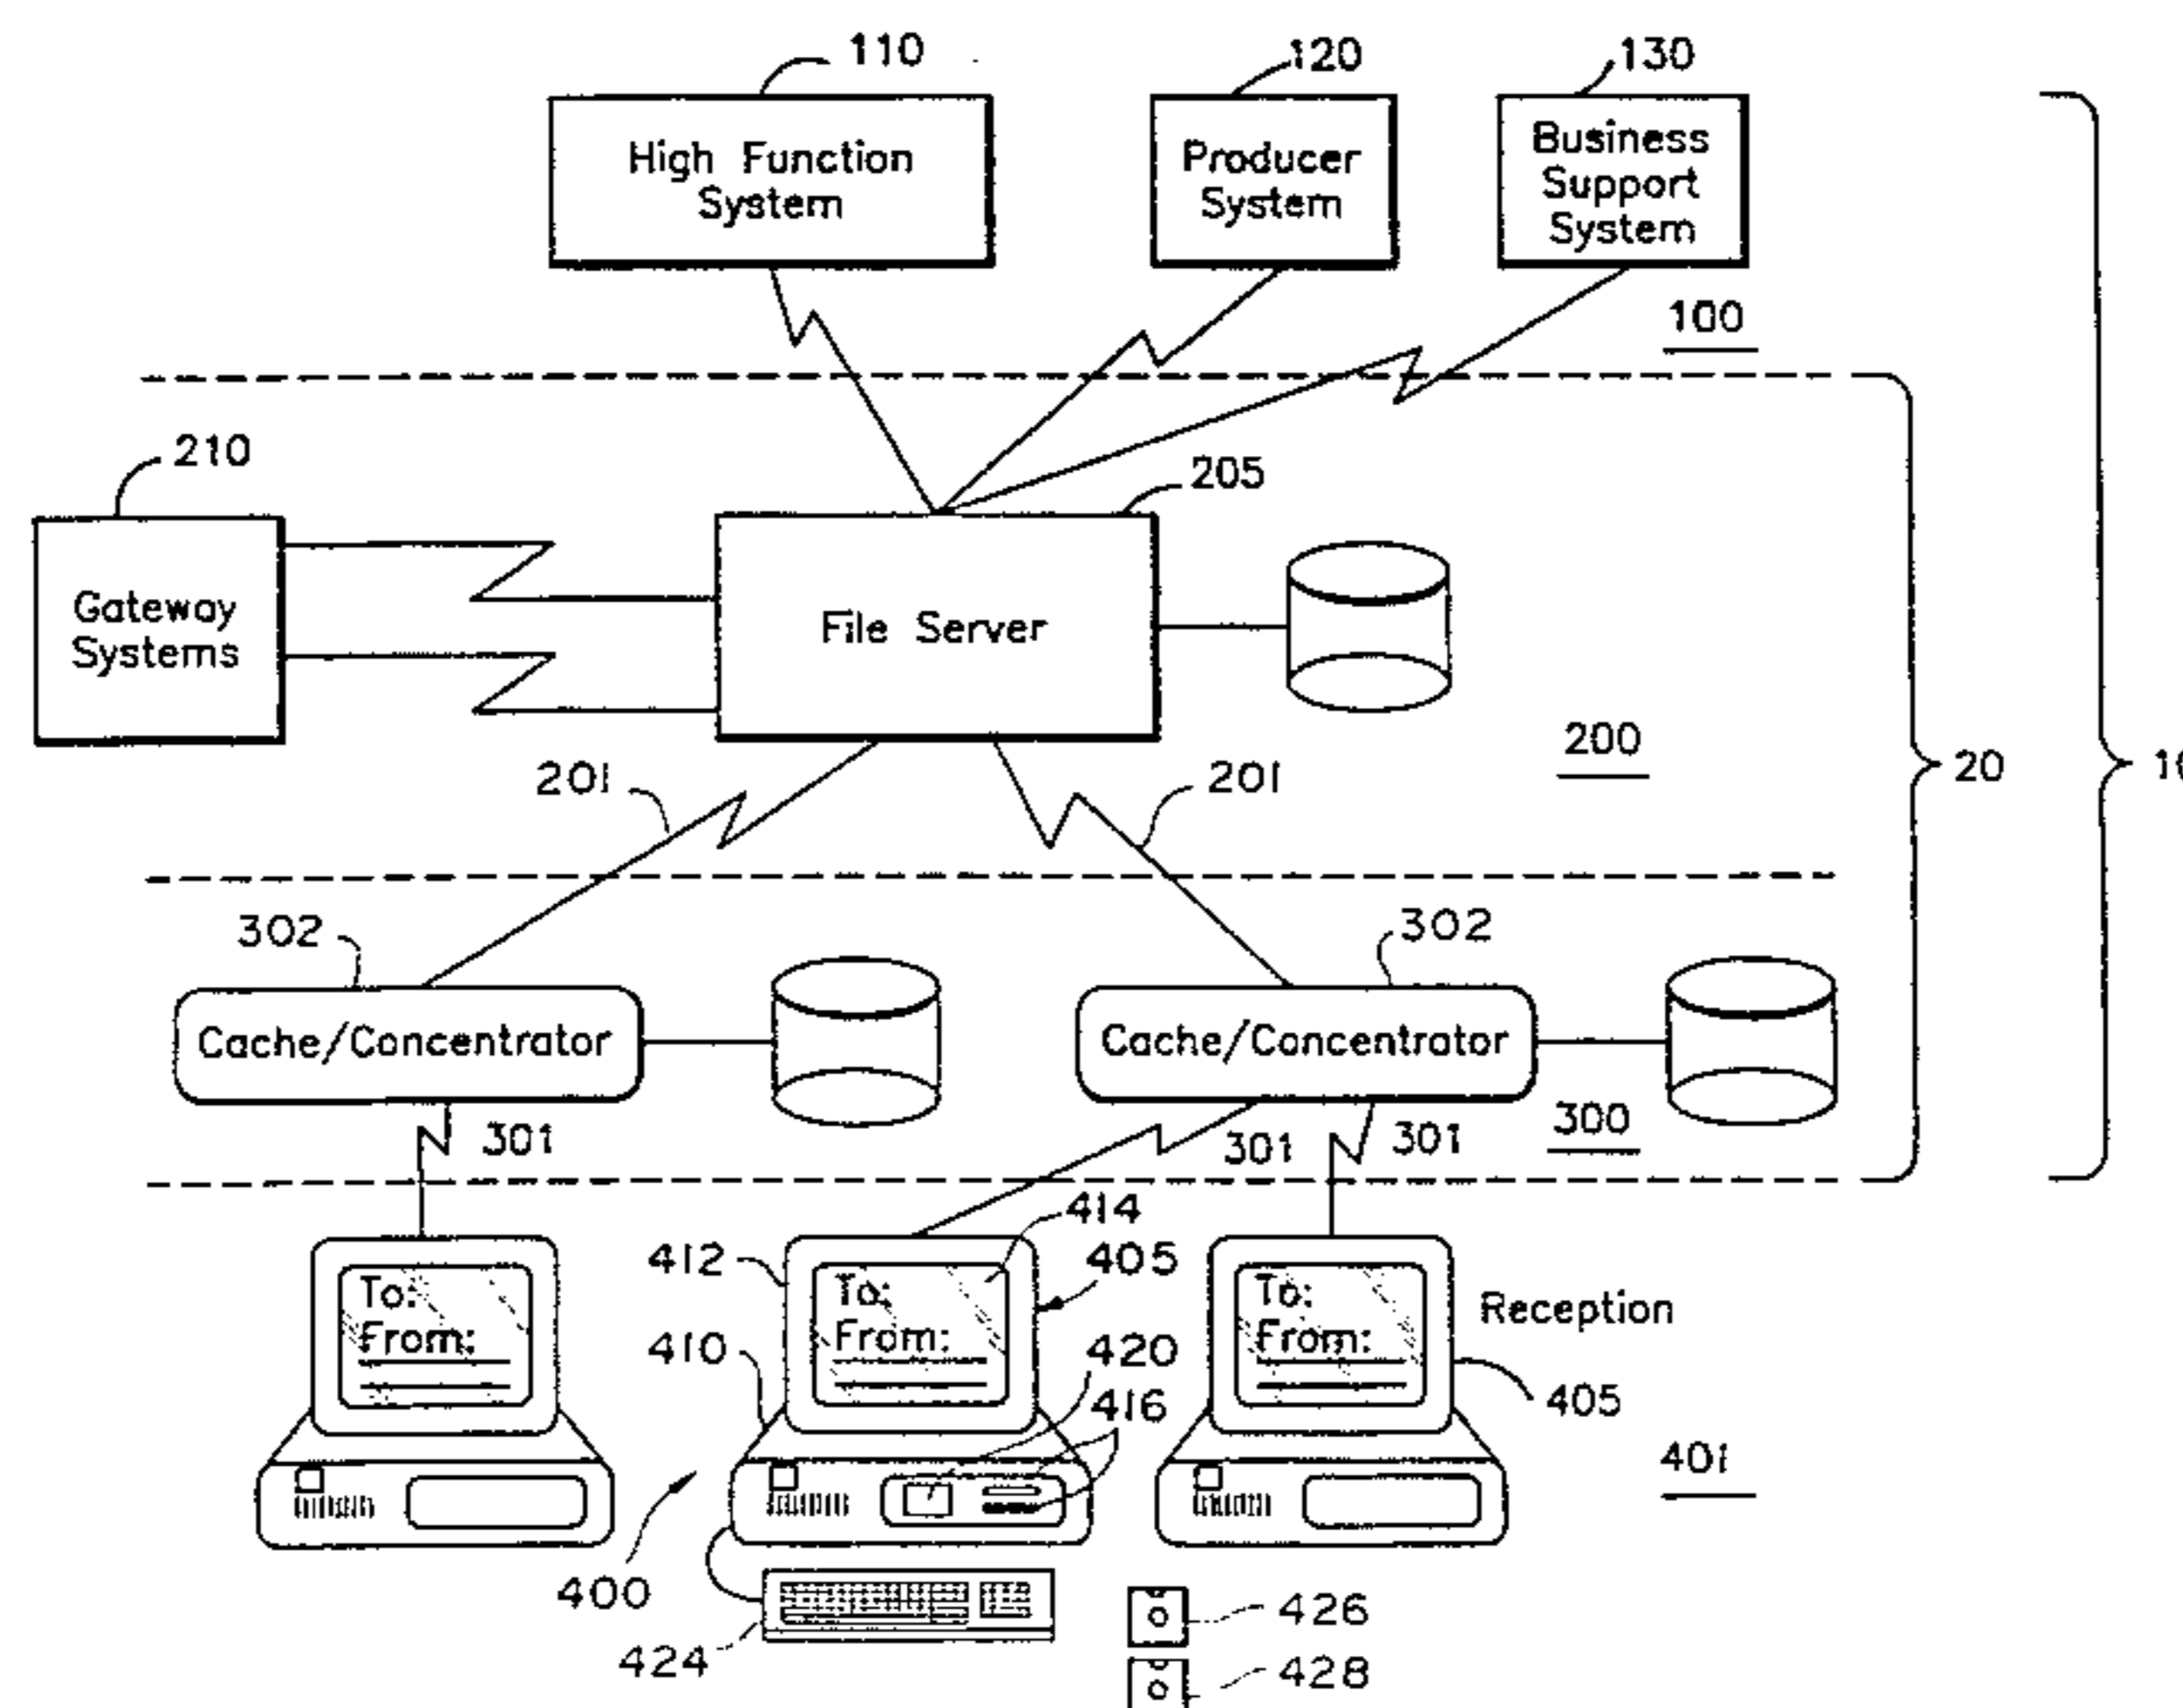 110
120
130
High Function
System
Producer
System
Business
Support
System
100
210
205
Gateway
Systems
File Server
200
20
201
201
302
302
Cache/Concentrator
Cache/Concentrator
301
301
301
300
414
412
405
To:
From:
To:
From:
To:
From:
Reception
410
420
416
405
401
400
424
426
428